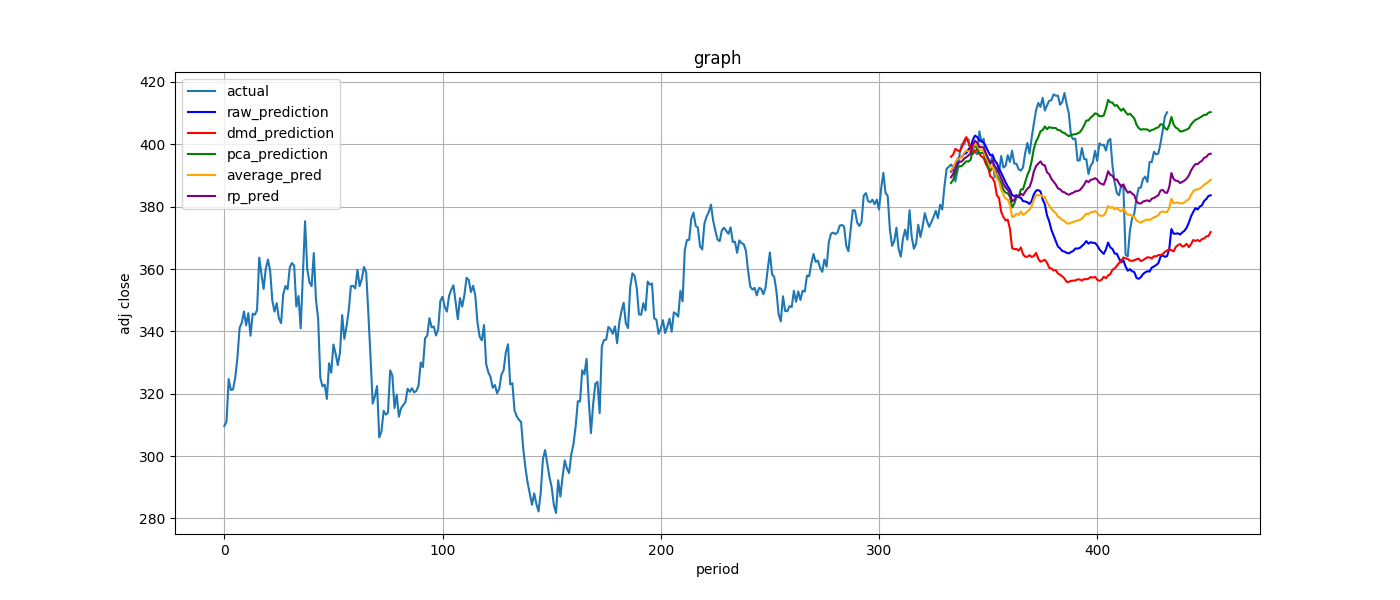 graph
420
400
380
360
340
320
300
280
adj close
actual
raw_prediction
dmd_prediction
pca_prediction
average_pred
rp_pred
0 100 200 300 400
period